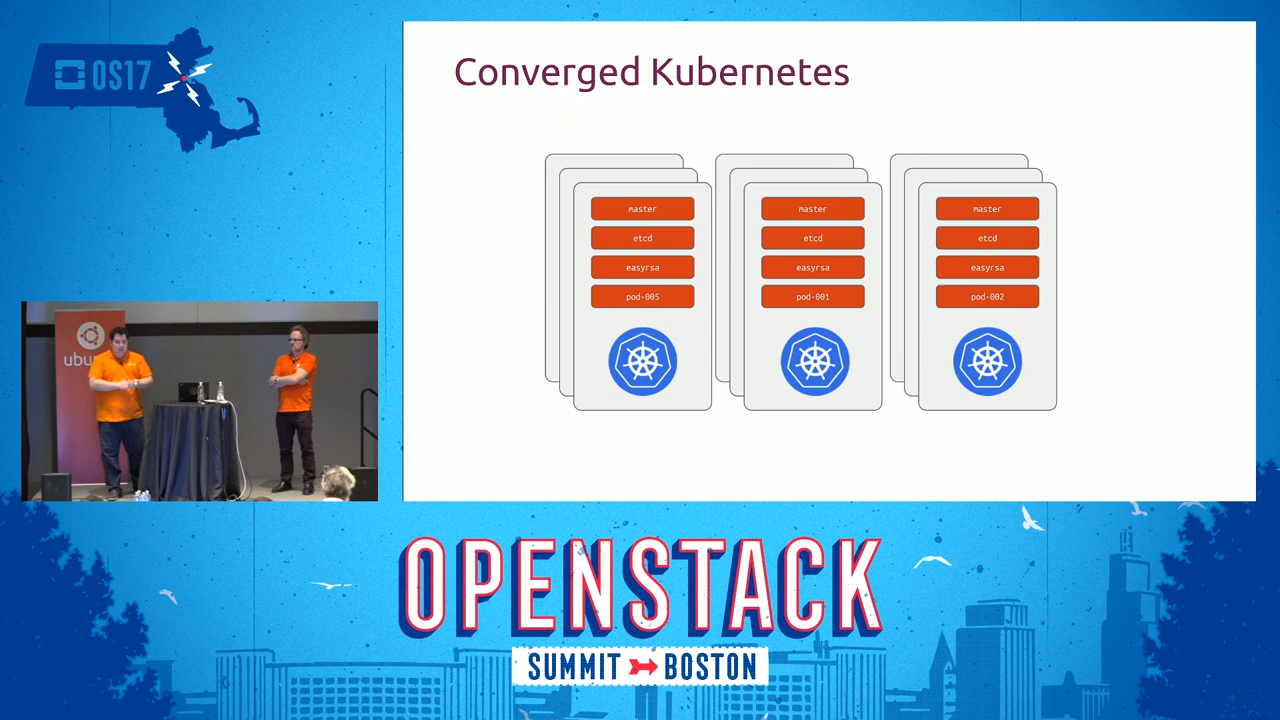 OS17
Converged Kubernetes
master
etcd
easyrsa
pod-005
master
etcd
easyrsa
pod-001
master
etcd
easyrsa
pod-002
OPENSTACK
SUMMIT BOSTON